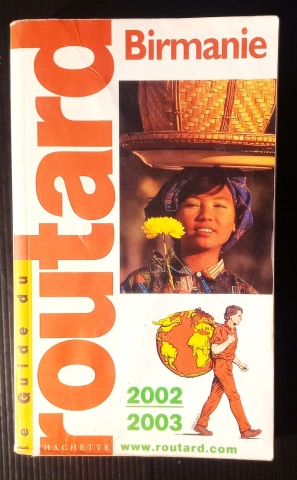 Birmanie
le Guide du
routard
2002
2003
HACHETTE
www.routard.com